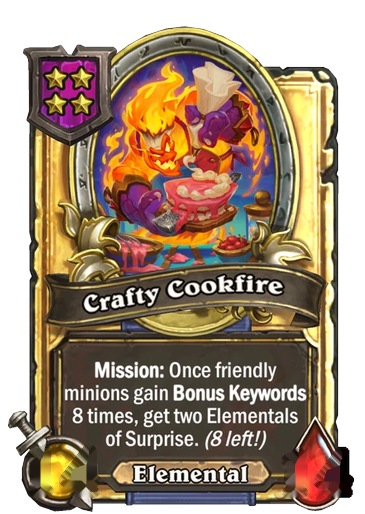 Crafty Cookfire
Mission: Once friendly
minions gain Bonus Keywords
8 times, get two Elementals
of Surprise. (8 left!)
Elemental